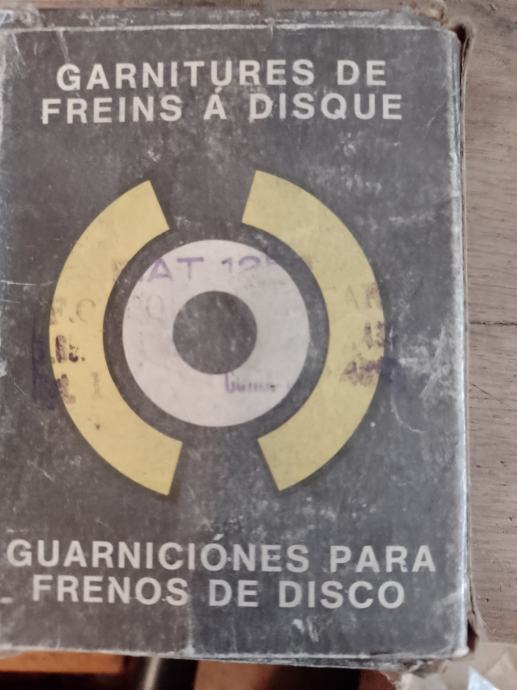 GARNITURES DE
FREINS Á DISQUE
GUARNICIÓNES PARA
FRENOS DE DISCO